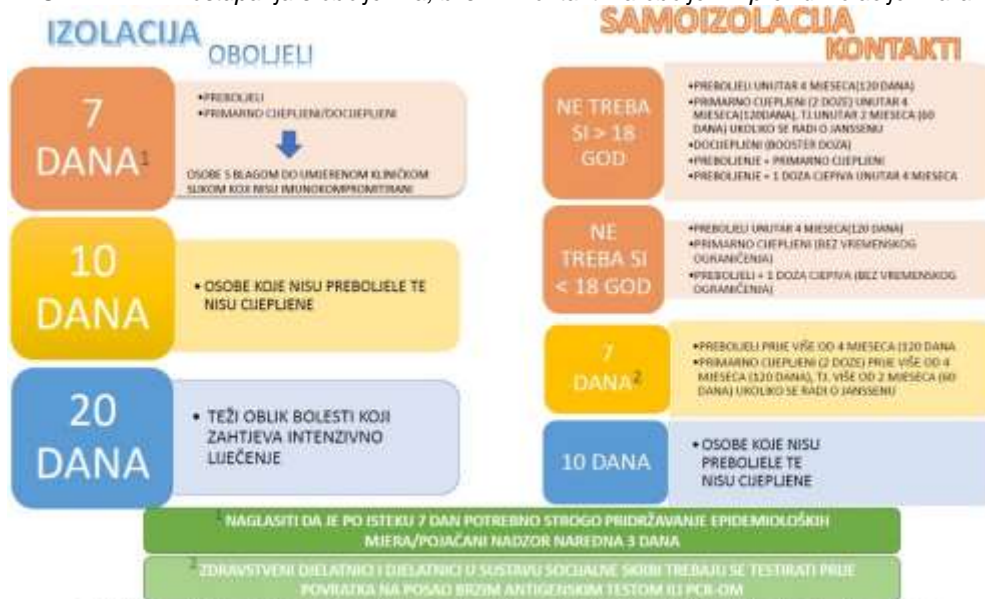 IZOLACIJA
OBOLJELI
7
DANA1
•PREBOLJELI
•PRIMARNO CIJEPLJENI/DOCIJEPLJENI
OSOBE S BLAGOM DO UMJERENOM KLINIČKOM
SLIKOM KOJI NISU IMUNOKOMPROMITIRANI
10
DANA
• OSOBE KOJE NISU PREBOLJELE TE
NISU CIJEPLJENE
20
DANA
• TEŽI OBLIK BOLESTI KOJI
ZAHTJEVA INTENZIVNO
LIJEČENJE
SAMOIZOLACIJA
KONTAKTI
NE TREBA
SI > 18
GOD
•PREBOLJELI UNUTAR 4 MJESECA(120 DANA)
•PRIMARNO CIJEPLJENI (2 DOZE) UNUTAR 4
MJESECA(120DANA), TJ.UNUTAR 2 MJESECA (60
DANA) UKOLIKO SE RADI O JANSSENU
•DOCIJEPLJENI (BOOSTER DOZA)
•PREBOLJENJE + PRIMARNO CIJEPLJENI
•PREBOLJENJE + 1 DOZA CJEPIVA UNUTAR 4 MJESECA
NE
TREBA SI
< 18 GOD
•PREBOLJELI UNUTAR 4 MJESECA(120 DANA)
•PRIMARNO CIJEPLJENI (BEZ VREMENSKOG
OGRANIČENJA)
•PREBOLJELI + 1 DOZA CJEPIVA (BEZ VREMENSKOG
OGRANIČENJA)
7
DANA2
•PREBOLJELI PRIJE VIŠE OD 4 MJESECA (120 DANA
•PRIMARNO CIJEPLJENI (2 DOZE) PRIJE VIŠE OD 4
MJESECA (120 DANA), TJ. VIŠE OD 2 MJESECA (60
DANA) UKOLIKO SE RADI O JANSSENU
10 DANA
• OSOBE KOJE NISU
PREBOLJELE TE
NISU CIJEPLJENE
1 NAGLASITI DA JE PO ISTEKU 7 DAN POTREBNO STROGO PRIDRŽAVANJE EPIDEMIOLOŠKIH
MJERA/POJAČANI NADZOR NAREDNA 3 DANA
2 ZDRAVSTVENI DJELATNICI I DJELATNICI U SUSTAVU SOCIJALNE SKRBI TREBAJU SE TESTIRATI PRIJE
POVRATKA NA POSAO BRZIM ANTIGENSKIM TESTOM ILI PCR-OM